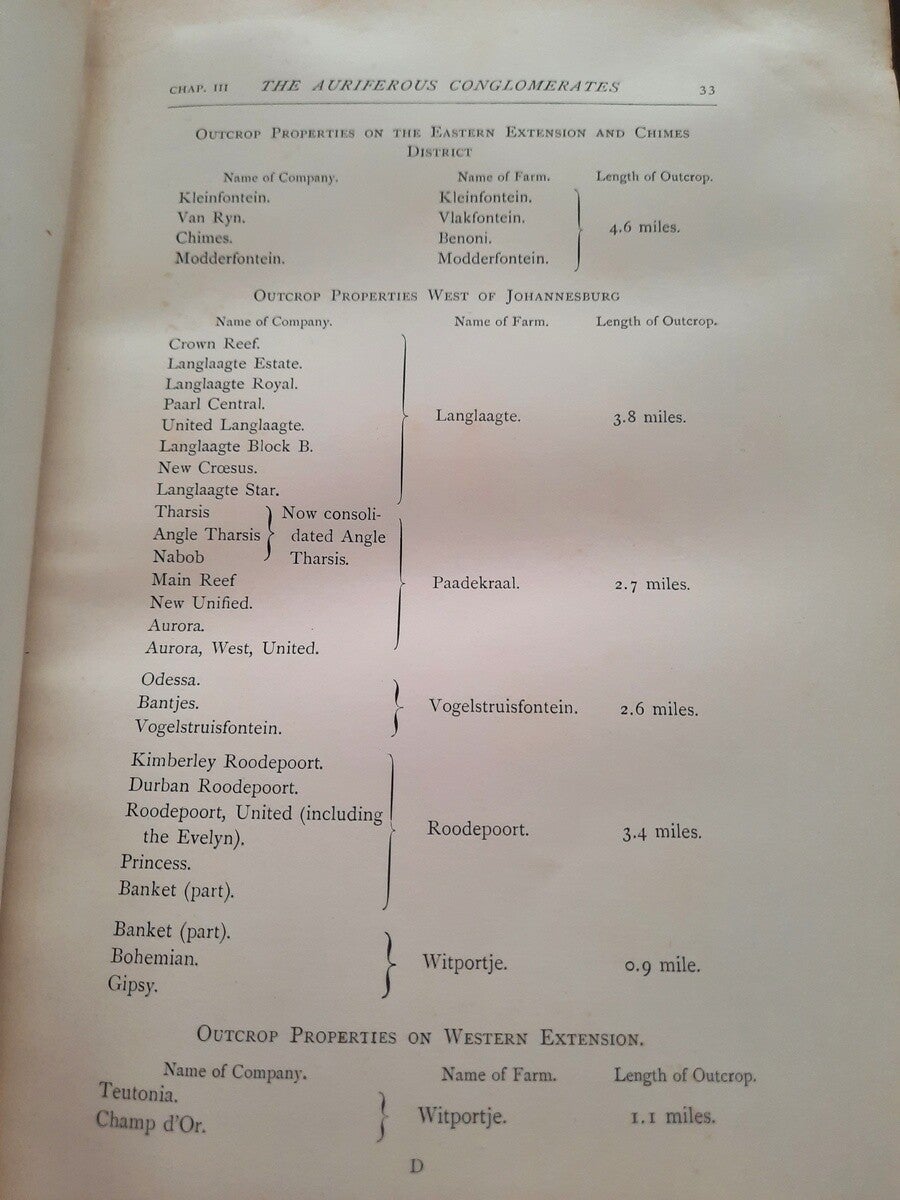 CHAP. III THE AURIFEROUS CONGLOMERATES 33
OUTCROP PROPERTIES ON THE EASTERN EXTENSION AND CHIMES
DISTRICT
Name of Company. Name of Farm. Length of Outcrop.
Kleinfontein. Kleinfontein.
Van Ryn. Vlakfontein.
4.6 miles.
Chimes. Benoni.
Modderfontein. Modderfontein.
OUTCROP PROPERTIES WEST OF JOHANNESBURG
Name of Company. Name of Farm. Length of Outcrop.
Crown Reef.
Langlaagte Estate.
Langlaagte Royal.
Paarl Central.
United Langlaagte. Langlaagte. 3.8 miles.
Langlaagte Block B.
New Crœsus.
Langlaagte Star.
Tharsis Now consoli-
Angle Tharsis dated Angle
Nabob Tharsis.
Main Reef Paadekraal. 2.7 miles.
New Unified.
Aurora.
Aurora, West, United.
Odessa.
Bantjes. Vogelstruisfontein. 2.6 miles.
Vogelstruisfontein.
Kimberley Roodepoort.
Durban Roodepoort.
Roodepoort, United (including
the Evelyn). Roodepoort. 3.4 miles.
Princess.
Banket (part).
Banket (part).
Bohemian. Witportje. 0.9 mile.
Gipsy.
OUTCROP PROPERTIES ON WESTERN EXTENSION.
Name of Company. Name of Farm. Length of Outcrop.
Teutonia.
Champ d'Or. Witportje. 1.1 miles.
D